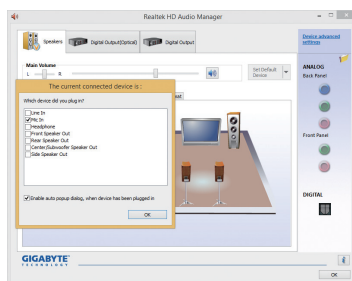 Realtek HD Audio Manager
Speakers
Digital Output(Optical)
Digital Output
Device advanced
settings
Main Volume
L
R
Set Default
Device
ANALOG
Back Panel
The current connected device is :
Which device did you plug in?
Line In
Mic In
Headphone
Front Speaker Out
Rear Speaker Out
Center/Subwoofer Speaker Out
Side Speaker Out
Front Panel
Enable auto popup dialog, when device has been plugged in
OK
DIGITAL
GIGABYTE
TECHNOLOGY
OK